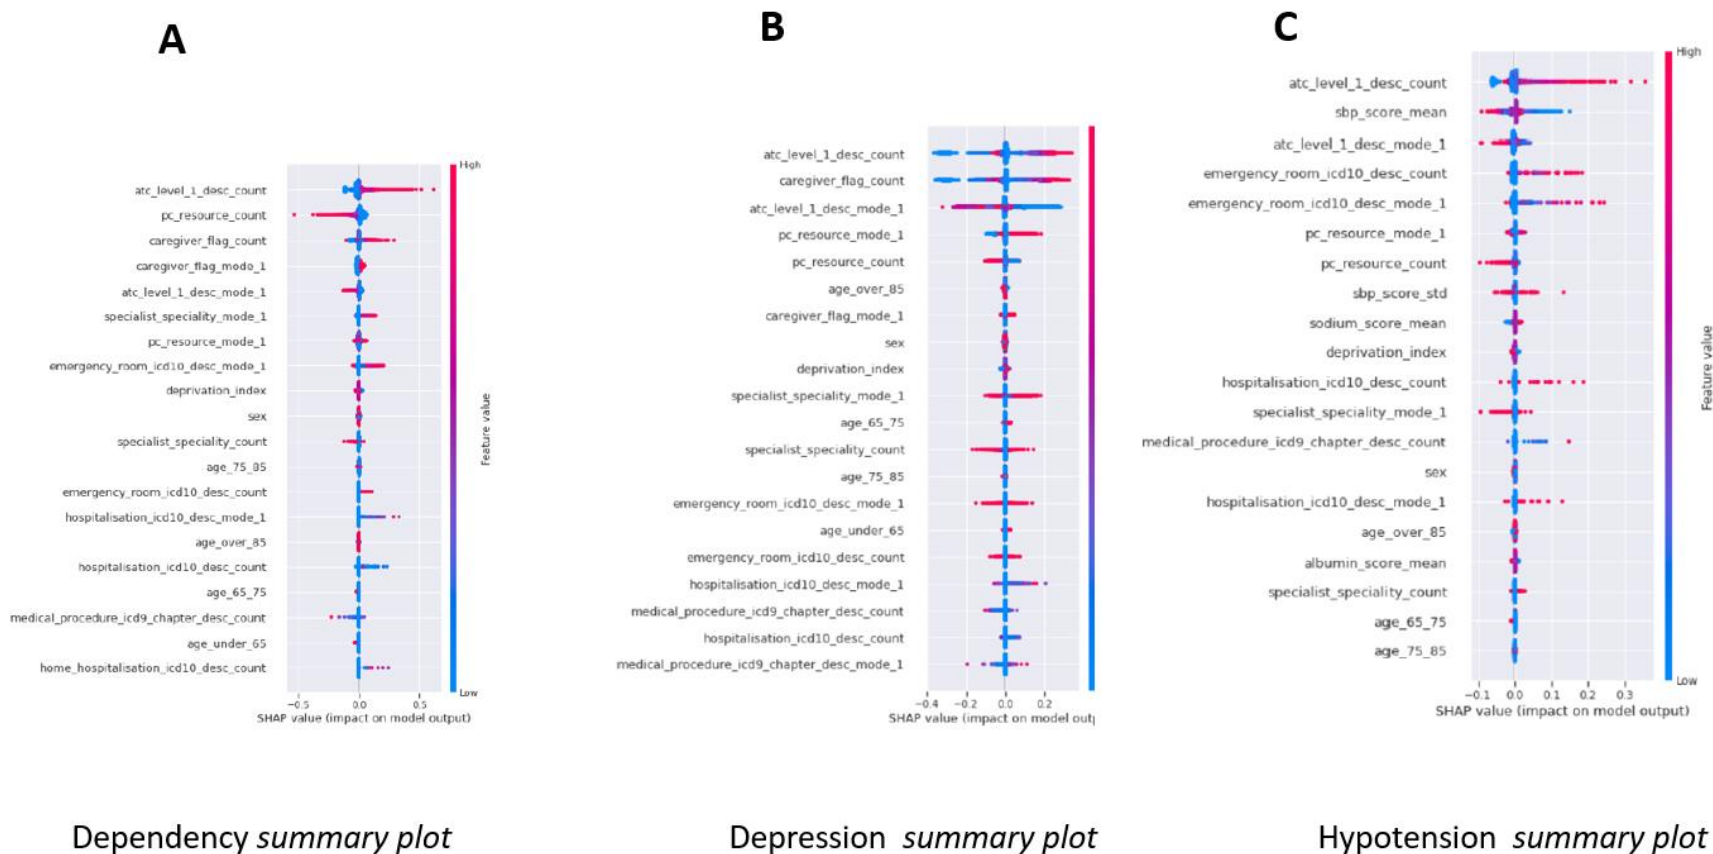 A
B
C
High
atc_level_1_desc_count
pc_resource_count
caregiver_flag_count
caregiver_flag_mode_1
atc_level_1_desc_mode_1
specialist_speciality_mode_1
pc_resource_mode_1
emergency_room_icd10_desc_mode_1
deprivation_index
sex
specialist_speciality_count
age_75_85
emergency_room_icd10_desc_count
hospitalisation_icd10_desc_mode_1
age_over_85
hospitalisation_icd10_desc_count
age_65_75
medical_procedure_icd9_chapter_desc_count
age_under_65
home_hospitalisation_icd10_desc_count
Low
Feature value
−0.5 0.0 0.5
SHAP value (impact on model output)
atc_level_1_desc_count
caregiver_flag_count
atc_level_1_desc_mode_1
pc_resource_mode_1
pc_resource_count
age_over_85
caregiver_flag_mode_1
sex
deprivation_index
specialist_speciality_mode_1
age_65_75
specialist_speciality_count
age_75_85
emergency_room_icd10_desc_mode_1
age_under_65
emergency_room_icd10_desc_count
hospitalisation_icd10_desc_mode_1
medical_procedure_icd9_chapter_desc_count
hospitalisation_icd10_desc_count
medical_procedure_icd9_chapter_desc_mode_1
−0.4 −0.2 0.0 0.2
SHAP value (impact on model outp
High
atc_level_1_desc_count
sbp_score_mean
atc_level_1_desc_mode_1
emergency_room_icd10_desc_count
emergency_room_icd10_desc_mode_1
pc_resource_mode_1
pc_resource_count
sbp_score_std
sodium_score_mean
deprivation_index
hospitalisation_icd10_desc_count
specialist_speciality_mode_1
medical_procedure_icd9_chapter_desc_count
sex
hospitalisation_icd10_desc_mode_1
age_over_85
albumin_score_mean
specialist_speciality_count
age_65_75
age_75_85
Low
Feature value
−0.1 0.0 0.1 0.2 0.3
SHAP value (impact on model output)
Dependency summary plot
Depression summary plot
Hypotension summary plot